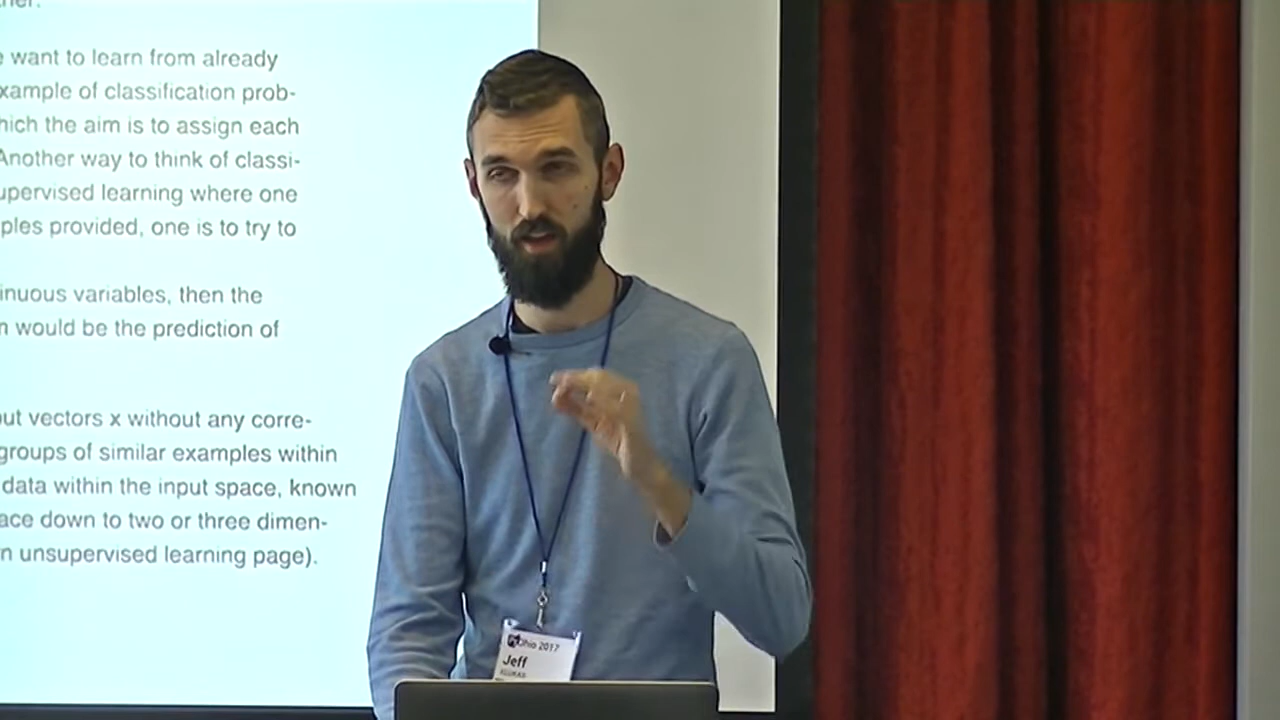 her.
e want to learn from already
xample of classification prob-
hich the aim is to assign each
Another way to think of classi-
upervised learning where one
ples provided, one is to try to
inuous variables, then the
n would be the prediction of
out vectors x without any corre-
groups of similar examples within
data within the input space, known
ace down to two or three dimen-
n unsupervised learning page).
Ohio 2017
Jeff